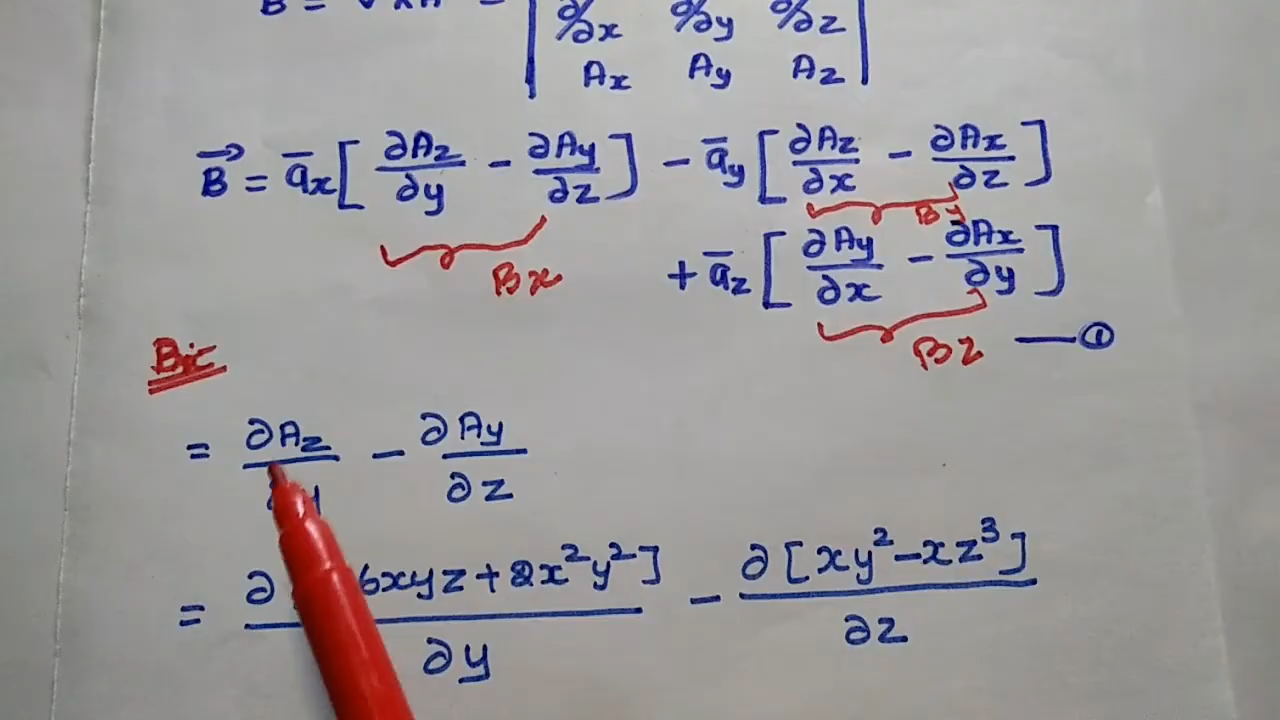 B = ∇×A =
∂/∂x ∂/∂y ∂/∂z
Ax Ay Az
B⃗ = āx [ ∂Az/∂y − ∂Ay/∂z ] − āy [ ∂Az/∂x − ∂Ax/∂z ]
Bx By
+ āz [ ∂Ay/∂x − ∂Ax/∂y ]
Bz — ①
Bx
= ∂Az/∂y − ∂Ay/∂z
= ∂ 6xyz + 2x²y² ]/∂y − ∂ [ xy² − xz³ ]/∂z